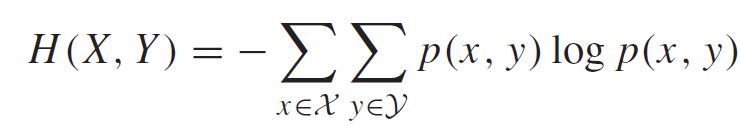 H(X, Y) = − ∑ ∑ p(x, y) log p(x, y)
x∈𝒳 y∈𝒴